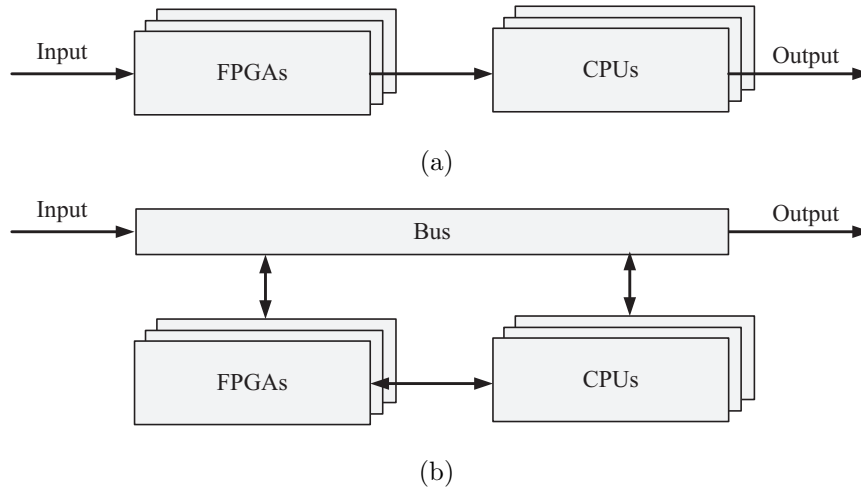 Input
FPGAs
CPUs
Output
(a)
Input
Bus
Output
FPGAs
CPUs
(b)